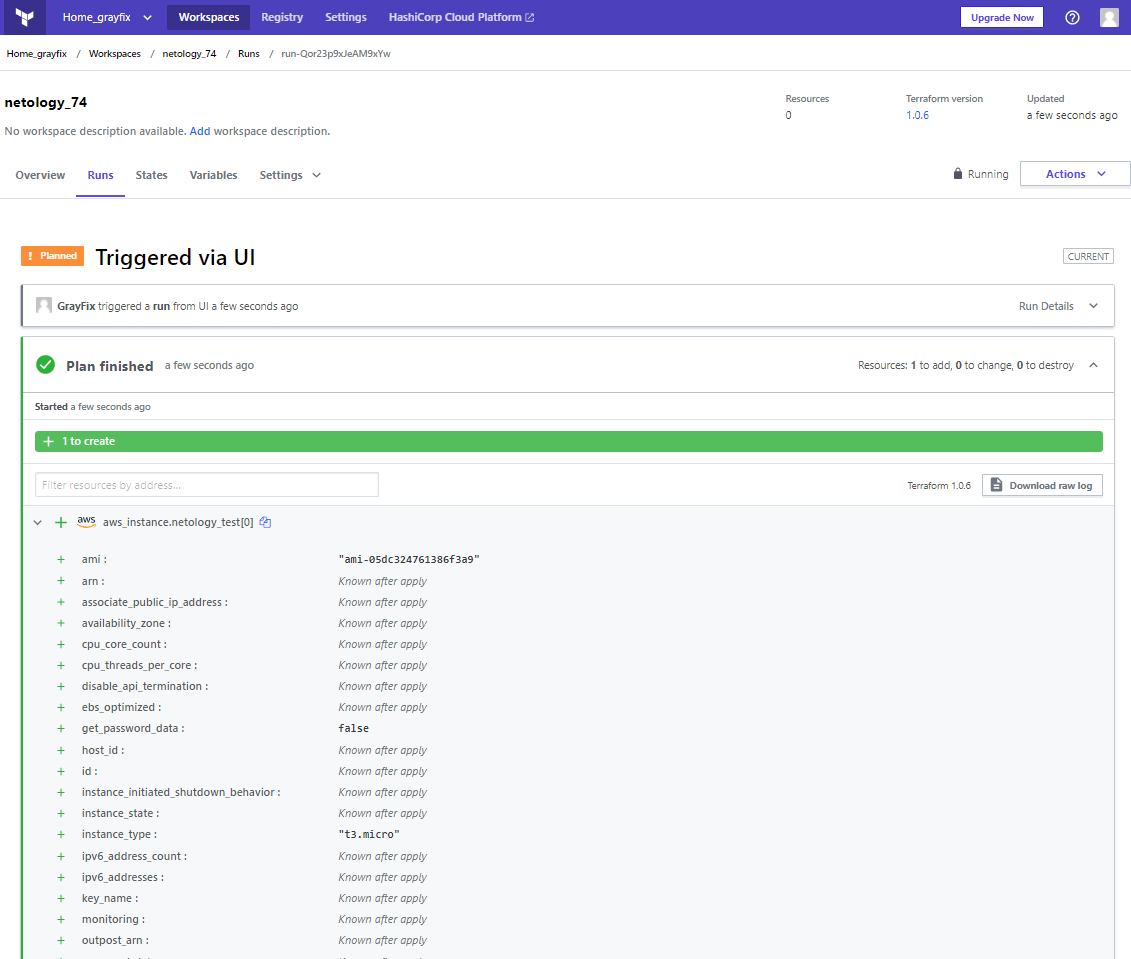 Home_grayfix Workspaces Registry Settings HashiCorp Cloud Platform Upgrade Now
Home_grayfix / Workspaces / netology_74 / Runs / run-Qor23p9xJeAM9xYw
netology_74
Resources Terraform version Updated
0 1.0.6 a few seconds ago
No workspace description available. Add workspace description.
Overview Runs States Variables Settings Running Actions
! Planned Triggered via UI CURRENT
GrayFix triggered a run from UI a few seconds ago Run Details
Plan finished a few seconds ago Resources: 1 to add, 0 to change, 0 to destroy
Started a few seconds ago
+ 1 to create
Filter resources by address... Terraform 1.0.6 Download raw log
+ aws aws_instance.netology_test[0]
+ ami : "ami-05dc324761386f3a9"
+ arn : Known after apply
+ associate_public_ip_address : Known after apply
+ availability_zone : Known after apply
+ cpu_core_count : Known after apply
+ cpu_threads_per_core : Known after apply
+ disable_api_termination : Known after apply
+ ebs_optimized : Known after apply
+ get_password_data : false
+ host_id : Known after apply
+ id : Known after apply
+ instance_initiated_shutdown_behavior : Known after apply
+ instance_state : Known after apply
+ instance_type : "t3.micro"
+ ipv6_address_count : Known after apply
+ ipv6_addresses : Known after apply
+ key_name : Known after apply
+ monitoring : Known after apply
+ outpost_arn : Known after apply